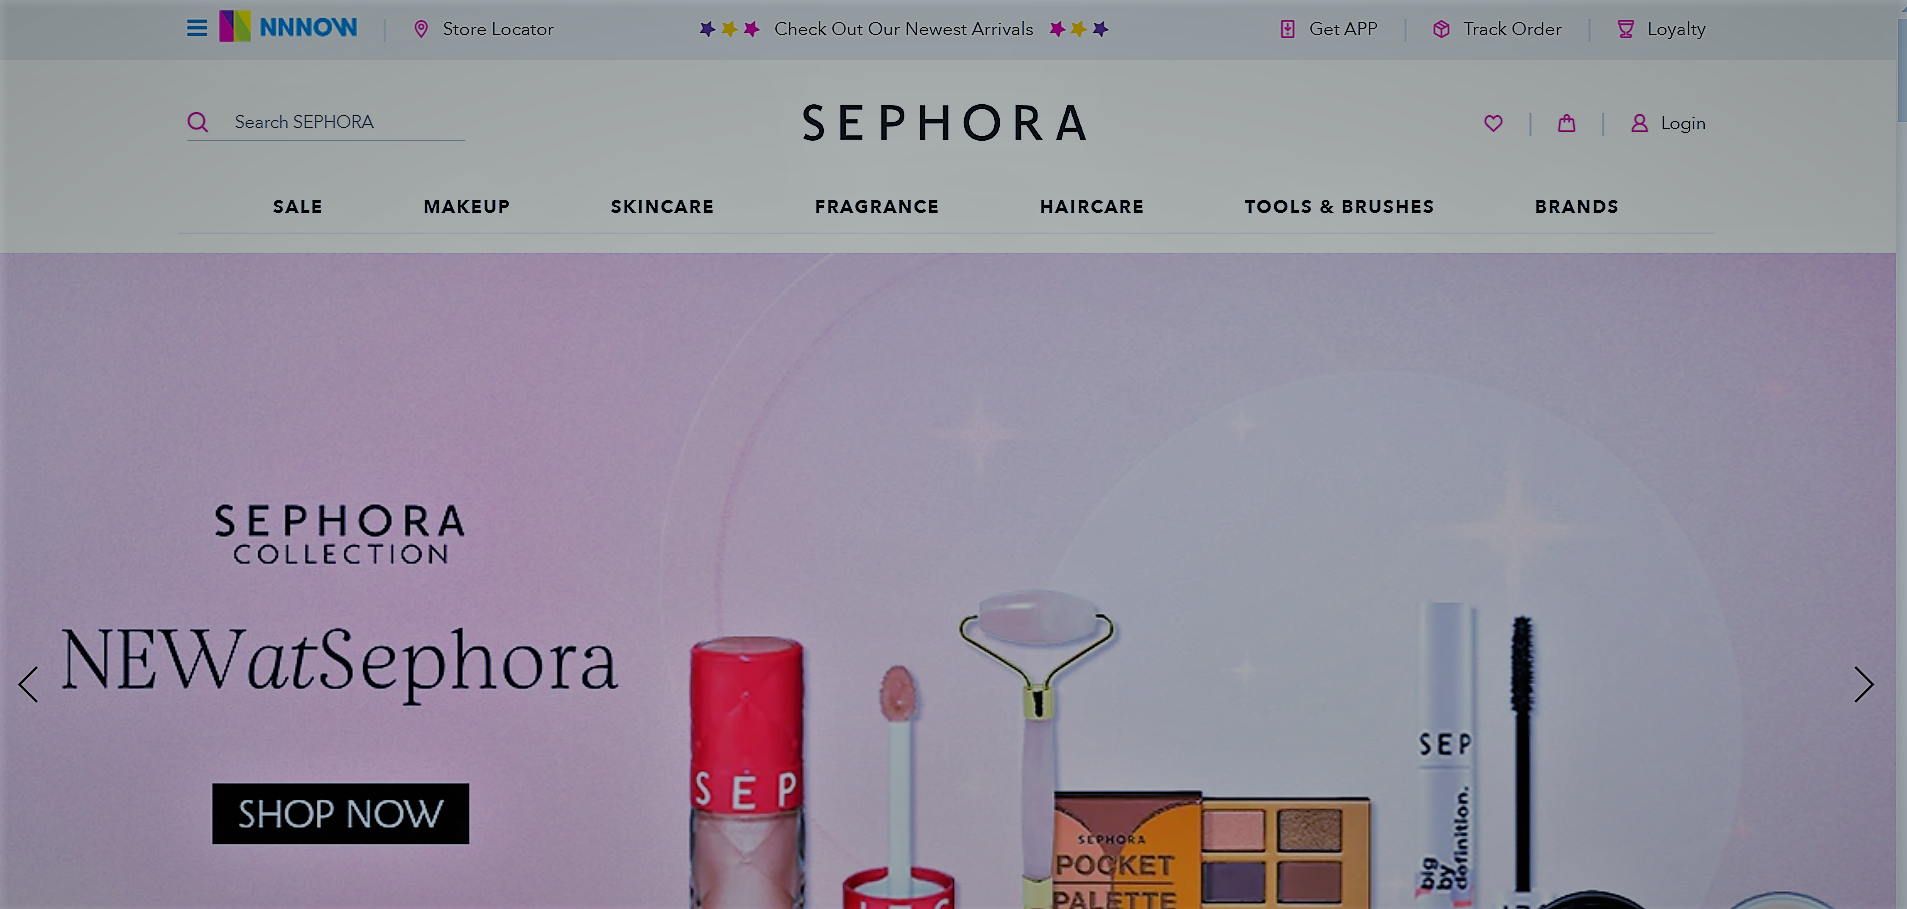 NNNOW
Store Locator
Check Out Our Newest Arrivals
Get APP
Track Order
Loyalty
Search SEPHORA
SEPHORA
Login
SALE
MAKEUP
SKINCARE
FRAGRANCE
HAIRCARE
TOOLS & BRUSHES
BRANDS
SEPHORA
COLLECTION
NEWatSephora
SHOP NOW
SEP
SEPHORA
POCKET
PALETTE
SEP
big
by
definition.